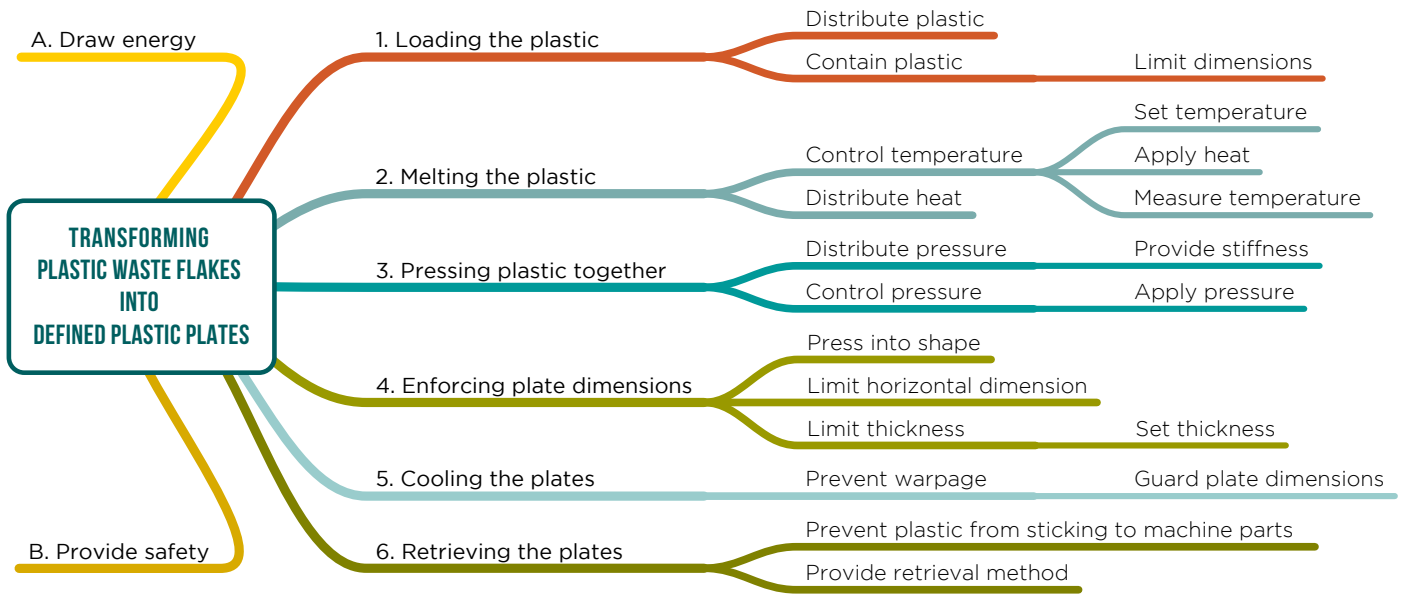 A. Draw energy
TRANSFORMING
PLASTIC WASTE FLAKES
INTO
DEFINED PLASTIC PLATES
B. Provide safety
1. Loading the plastic
Distribute plastic
Contain plastic
Limit dimensions
2. Melting the plastic
Control temperature
Set temperature
Apply heat
Measure temperature
Distribute heat
3. Pressing plastic together
Distribute pressure
Provide stiffness
Control pressure
Apply pressure
4. Enforcing plate dimensions
Press into shape
Limit horizontal dimension
Limit thickness
Set thickness
5. Cooling the plates
Prevent warpage
Guard plate dimensions
6. Retrieving the plates
Prevent plastic from sticking to machine parts
Provide retrieval method